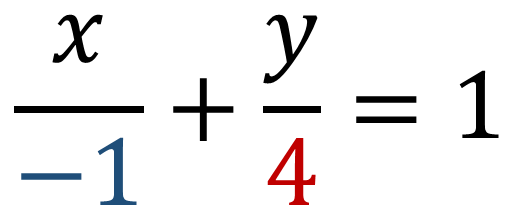 x/−1 + y/4 = 1